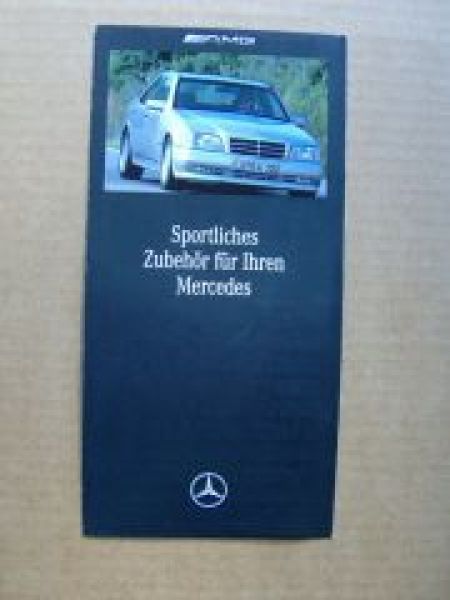 AMG
Sportliches
Zubehör für Ihren
Mercedes